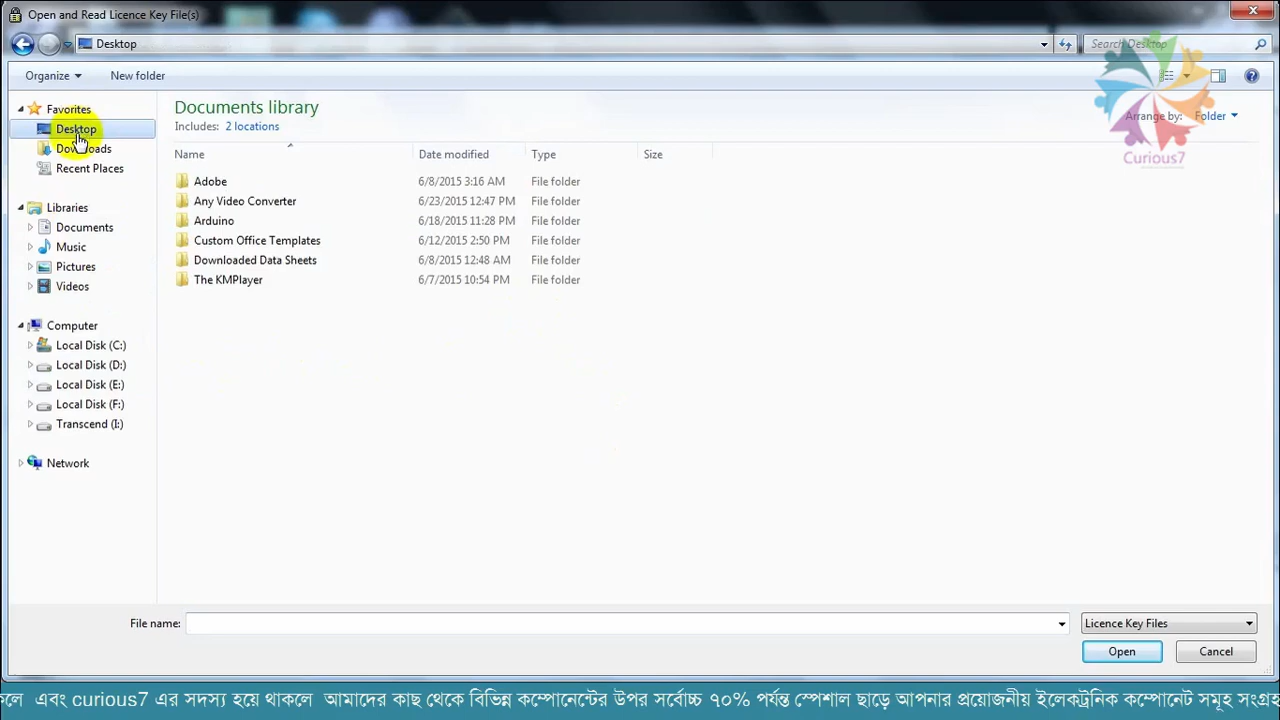 Open and Read Licence Key File(s)
Desktop
Search Desktop
Organize
New folder
Curious7
Arrange by: Folder
Favorites
Desktop
Downloads
Recent Places
Libraries
Documents
Music
Pictures
Videos
Computer
Local Disk (C:)
Local Disk (D:)
Local Disk (E:)
Local Disk (F:)
Transcend (I:)
Network
Documents library
Includes: 2 locations
Name Date modified Type Size
Adobe 6/8/2015 3:16 AM File folder
Any Video Converter 6/23/2015 12:47 PM File folder
Arduino 6/18/2015 11:28 PM File folder
Custom Office Templates 6/12/2015 2:50 PM File folder
Downloaded Data Sheets 6/8/2015 12:48 AM File folder
The KMPlayer 6/7/2015 10:54 PM File folder
File name:
Licence Key Files
Open Cancel
কলে এবং curious7 এর সদস্য হয়ে থাকলে আমাদের কাছ থেকে বিভিন্ন কম্পোনেন্টের উপর সর্বোচ্চ ৭০% পর্যন্ত স্পেশাল ছাড়ে আপনার প্রয়োজনীয় ইলেকট্রনিক কম্পোনেট সমূহ সংগ্রহ